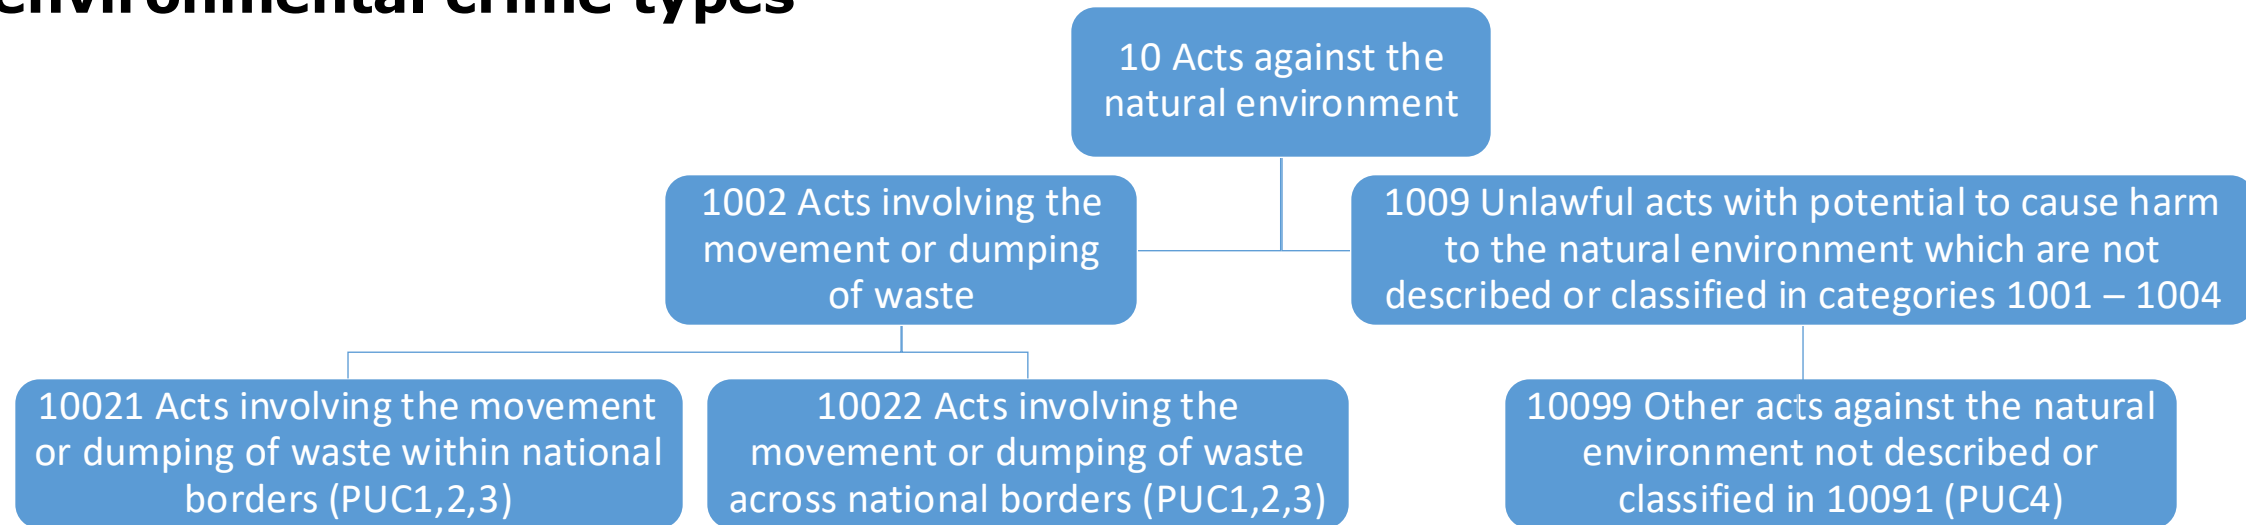 environmental crime types
10 Acts against the
natural environment
1002 Acts involving the
movement or dumping
of waste
1009 Unlawful acts with potential to cause harm
to the natural environment which are not
described or classified in categories 1001 – 1004
10021 Acts involving the movement
or dumping of waste within national
borders (PUC1,2,3)
10022 Acts involving the
movement or dumping of waste
across national borders (PUC1,2,3)
10099 Other acts against the natural
environment not described or
classified in 10091 (PUC4)